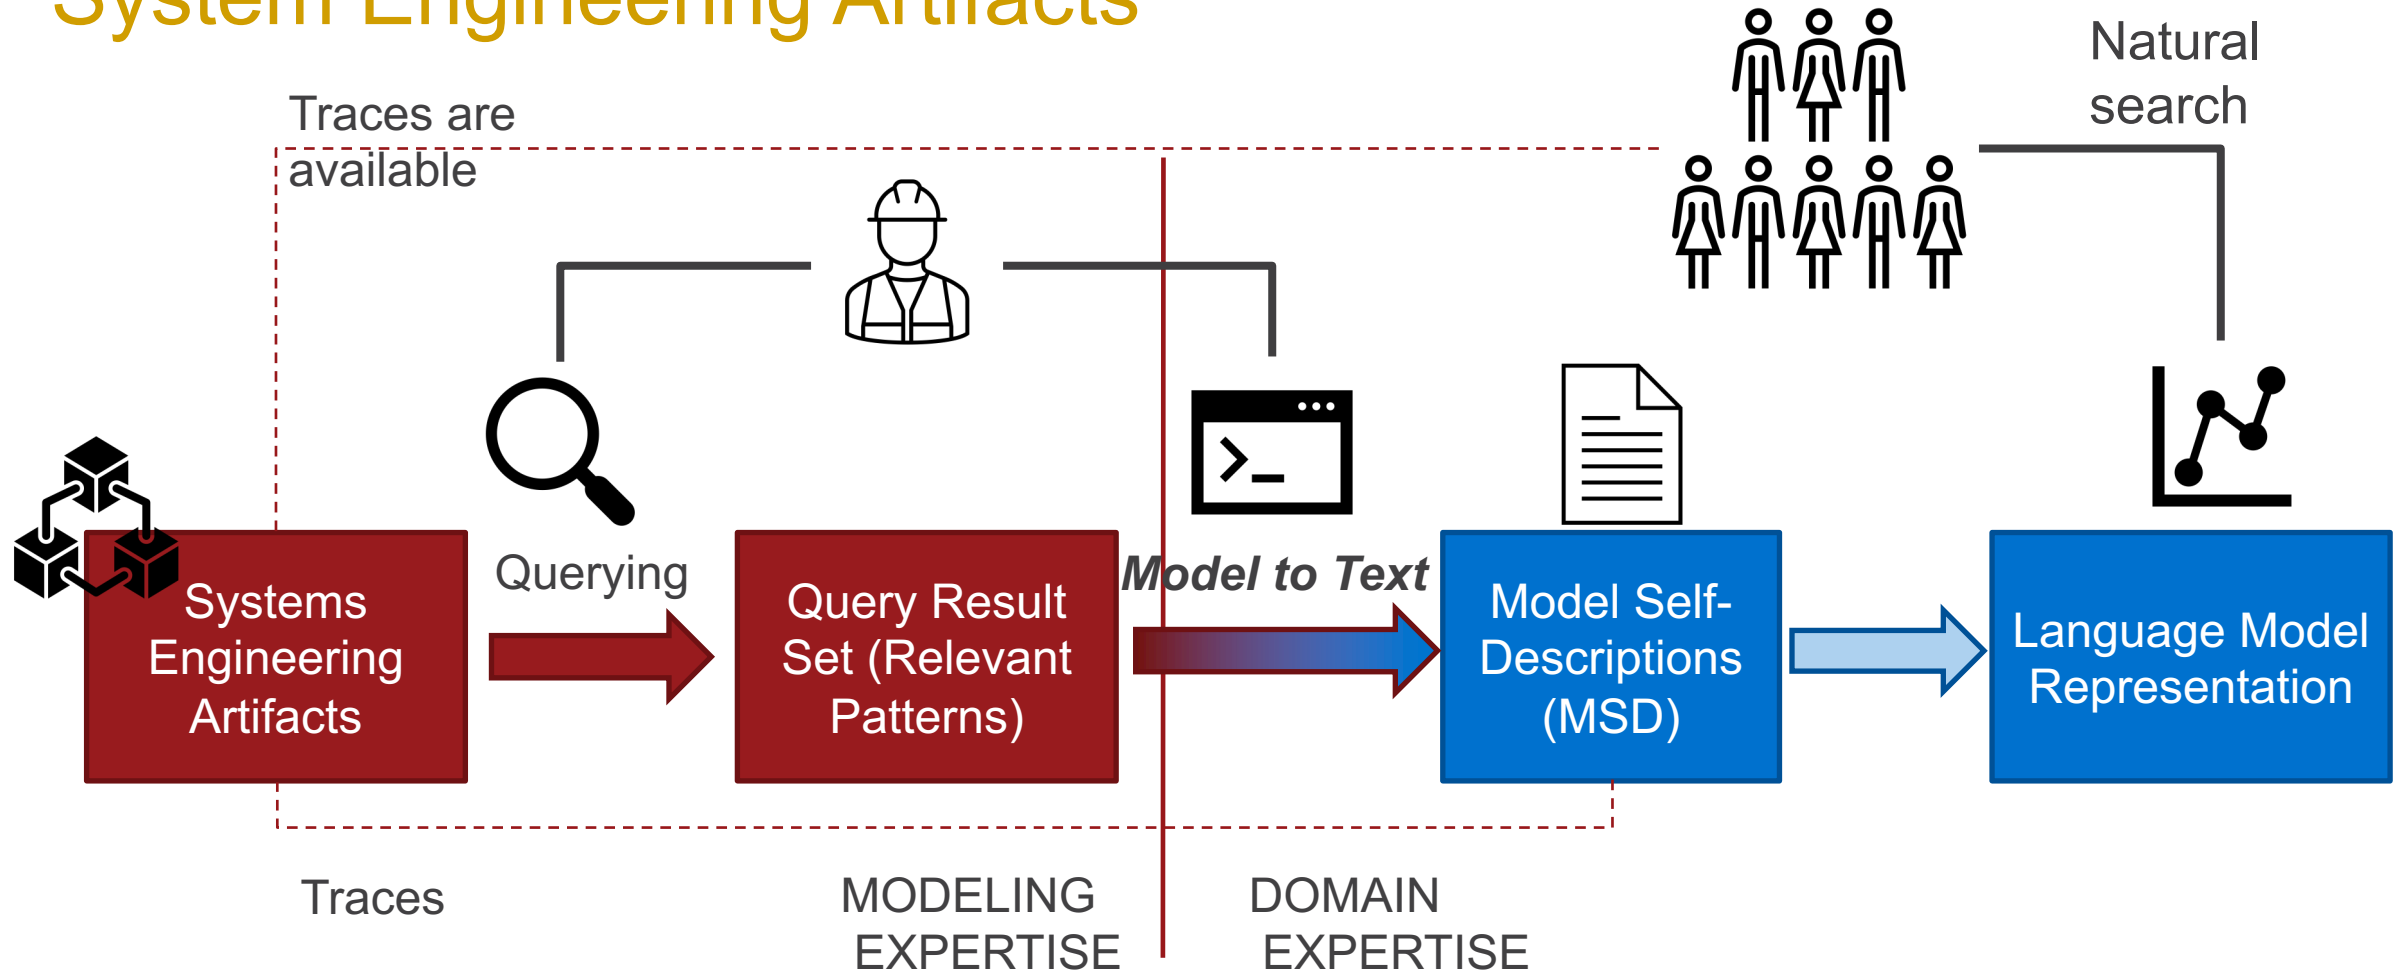 System Engineering Artifacts
Natural
search
Traces are
available
Querying
Model to Text
Systems
Engineering
Artifacts
Query Result
Set (Relevant
Patterns)
Model Self-
Descriptions
(MSD)
Language Model
Representation
Traces
MODELING
EXPERTISE
DOMAIN
EXPERTISE